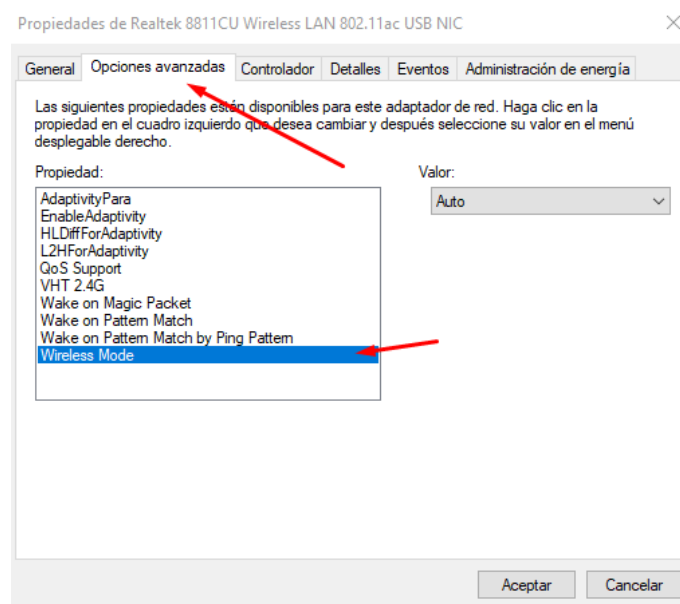 Propiedades de Realtek 8811CU Wireless LAN 802.11ac USB NIC
General Opciones avanzadas Controlador Detalles Eventos Administración de energía
Las siguientes propiedades están disponibles para este adaptador de red. Haga clic en la
propiedad en el cuadro izquierdo que desea cambiar y después seleccione su valor en el menú
desplegable derecho.
Propiedad: Valor:
AdaptivityPara Auto
EnableAdaptivity
HLDiffForAdaptivity
L2HForAdaptivity
QoS Support
VHT 2.4G
Wake on Magic Packet
Wake on Pattern Match
Wake on Pattern Match by Ping Pattern
Wireless Mode
Aceptar Cancelar